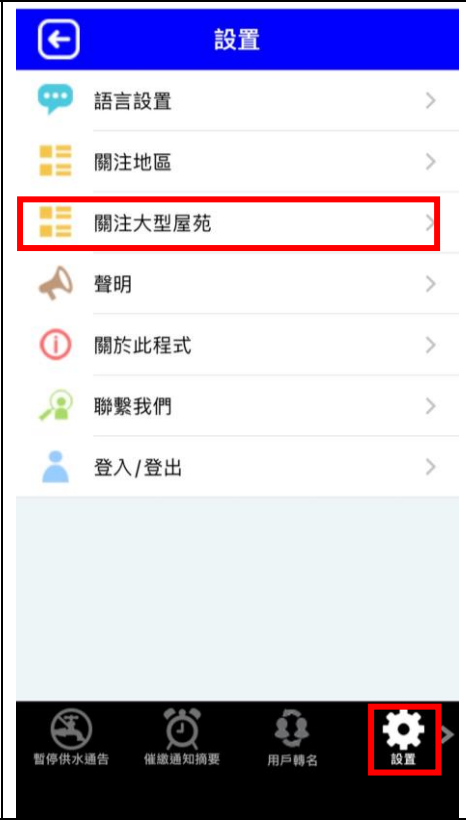 設置
語言設置
關注地區
關注大型屋苑
聲明
關於此程式
聯繫我們
登入/登出
暫停供水通告
催繳通知摘要
用戶轉名
設置